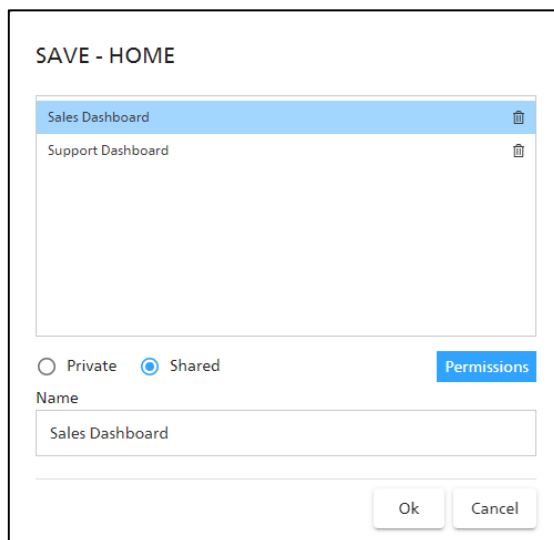 SAVE - HOME
Sales Dashboard
Support Dashboard
Private Shared Permissions
Name
Sales Dashboard
Ok Cancel